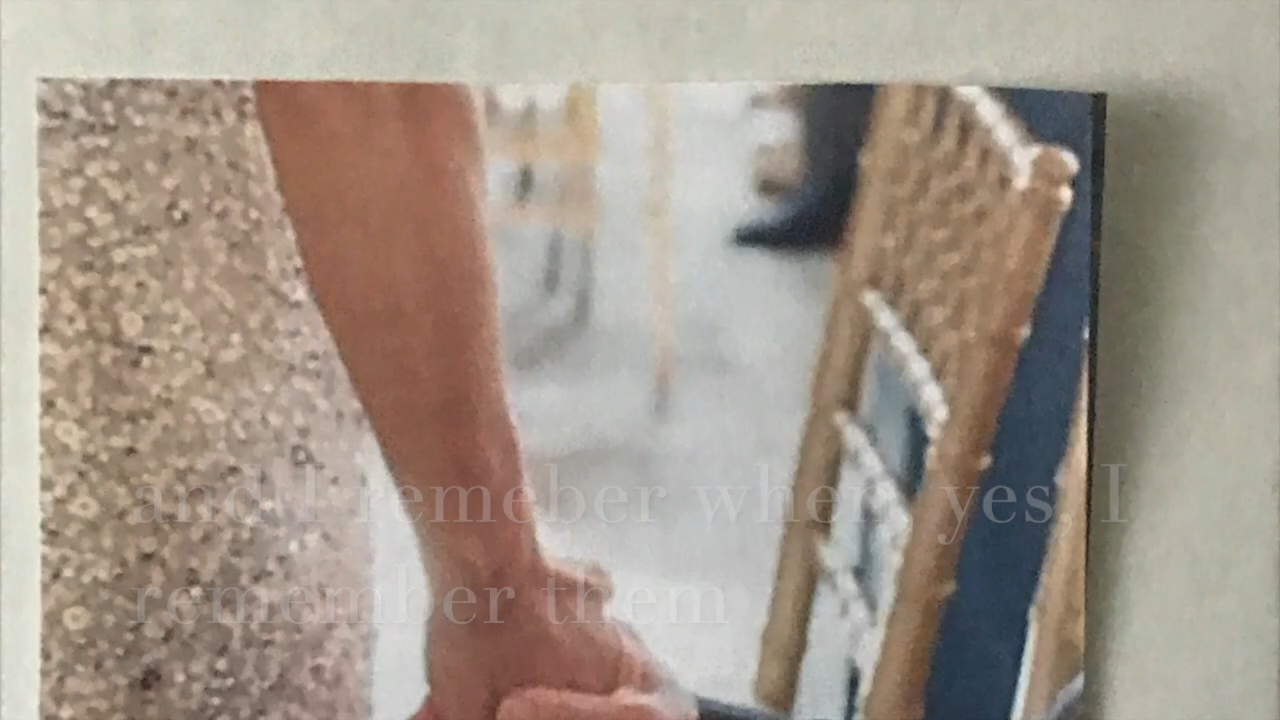 and I remeber when, yes, I
remember them